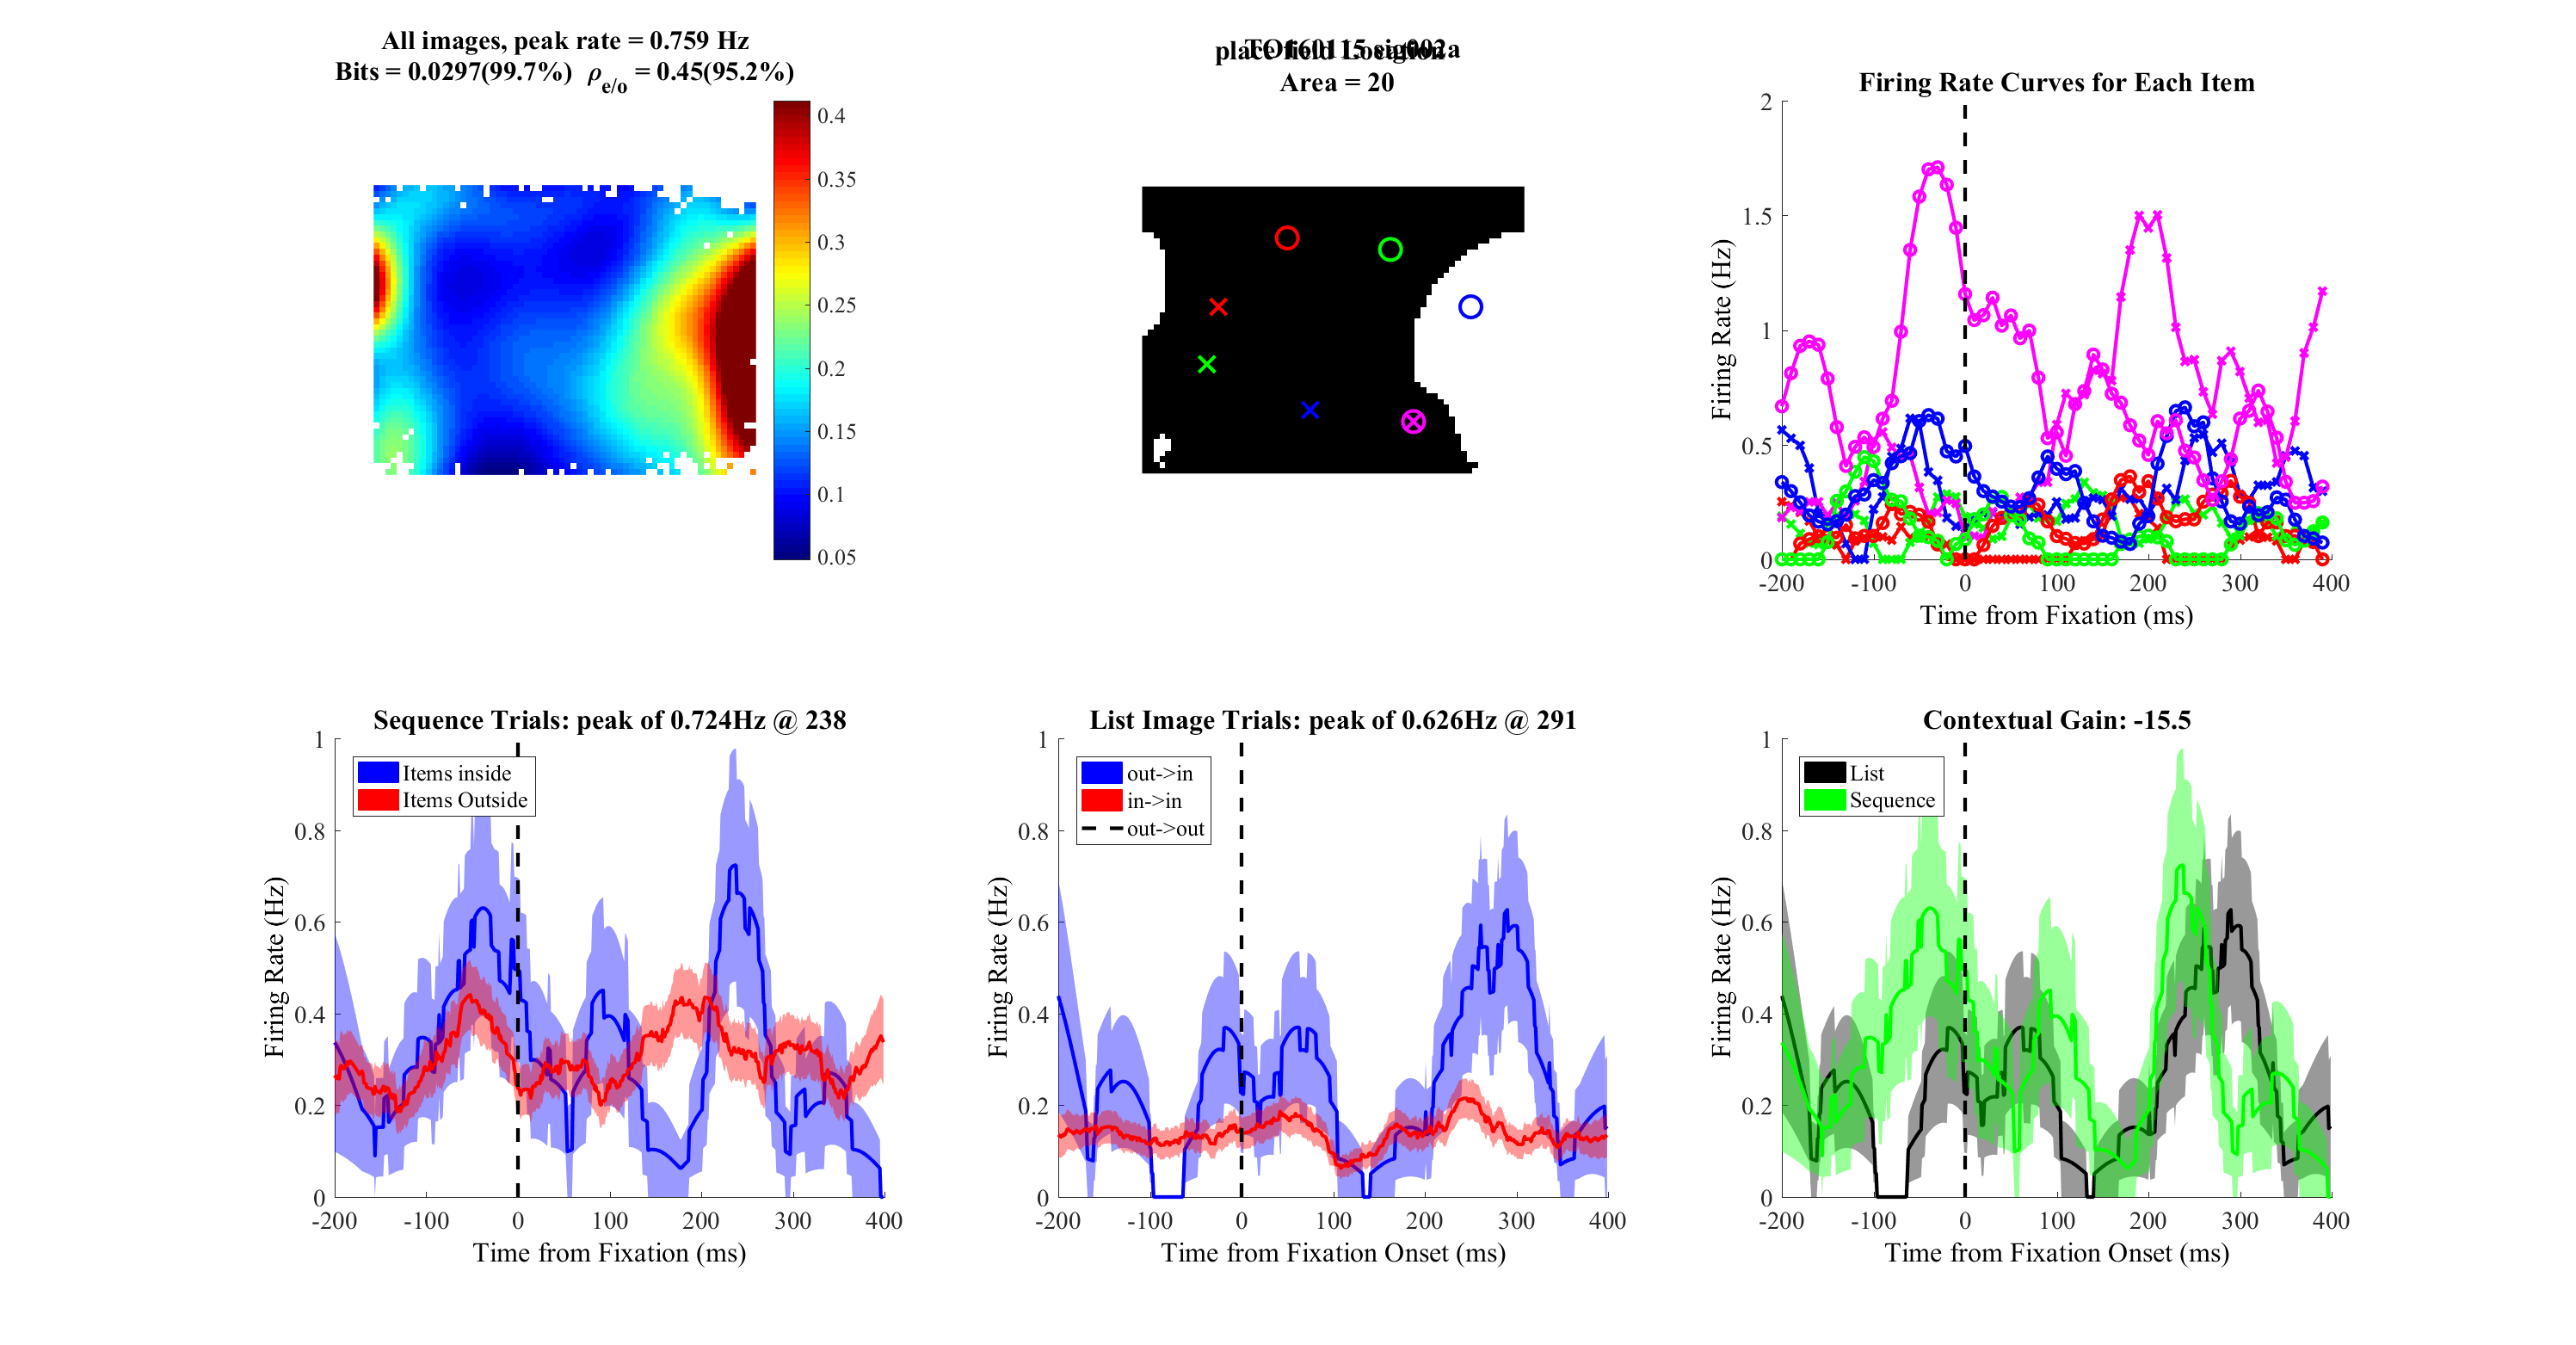 All images, peak rate = 0.759 Hz
Bits = 0.0297(99.7%) ρe/o = 0.45(95.2%)
0.4
0.35
0.3
0.25
0.2
0.15
0.1
0.05
place field Location
TO160115 sig002a
Area = 20
Firing Rate Curves for Each Item
Firing Rate (Hz)
2
1.5
1
0.5
0
-200 -100 0 100 200 300 400
Time from Fixation (ms)
Sequence Trials: peak of 0.724Hz @ 238
Items inside
Items Outside
Firing Rate (Hz)
1
0.8
0.6
0.4
0.2
0
-200 -100 0 100 200 300 400
Time from Fixation (ms)
List Image Trials: peak of 0.626Hz @ 291
out->in
in->in
out->out
Firing Rate (Hz)
1
0.8
0.6
0.4
0.2
0
-200 -100 0 100 200 300 400
Time from Fixation Onset (ms)
Contextual Gain: -15.5
List
Sequence
Firing Rate (Hz)
1
0.8
0.6
0.4
0.2
0
-200 -100 0 100 200 300 400
Time from Fixation Onset (ms)